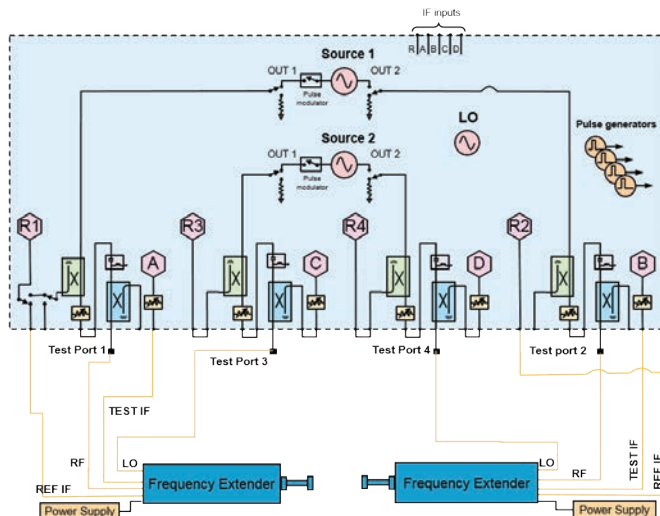 IF inputs
R A B C D
Source 1
OUT 1
OUT 2
Pulse
modulator
LO
Pulse generators
Source 2
OUT 1
OUT 2
Pulse
modulator
R1
R3
R4
R2
A
C
D
B
Test Port 1
Test Port 3
Test Port 4
Test port 2
TEST IF
RF
LO
REF IF
Frequency Extender
Power Supply
LO
RF
TEST IF
REF IF
Frequency Extender
Power Supply